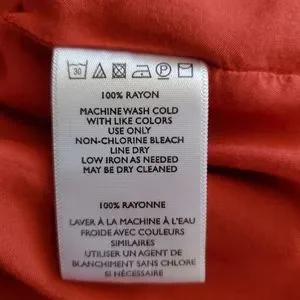 30 P
100% RAYON
MACHINE WASH COLD
WITH LIKE COLORS
USE ONLY
NON-CHLORINE BLEACH
LINE DRY
LOW IRON AS NEEDED
MAY BE DRY CLEANED
100% RAYONNE
LAVER À LA MACHINE À L'EAU
FROIDE AVEC COULEURS
SIMILAIRES
UTILISER UN AGENT DE
BLANCHIMENT SANS CHLORE
SI NÉCESSAIRE